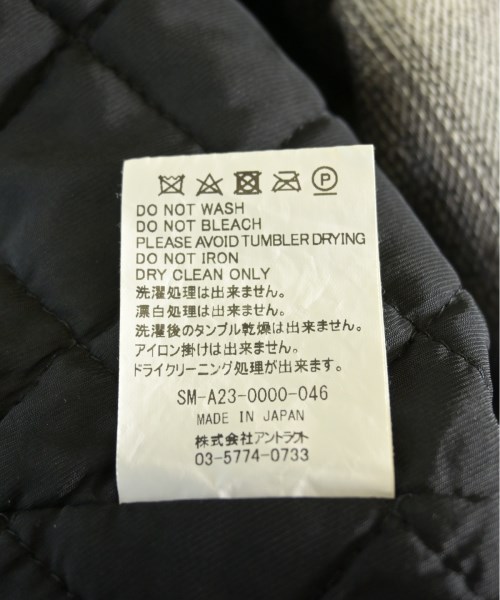 P
DO NOT WASH
DO NOT BLEACH
PLEASE AVOID TUMBLER DRYING
DO NOT IRON
DRY CLEAN ONLY
洗濯処理は出来ません。
漂白処理は出来ません。
洗濯後のタンブル乾燥は出来ません。
アイロン掛けは出来ません。
ドライクリーニング処理が出来ます。
SM-A23-0000-046
MADE IN JAPAN
株式会社アントラクト
03-5774-0733